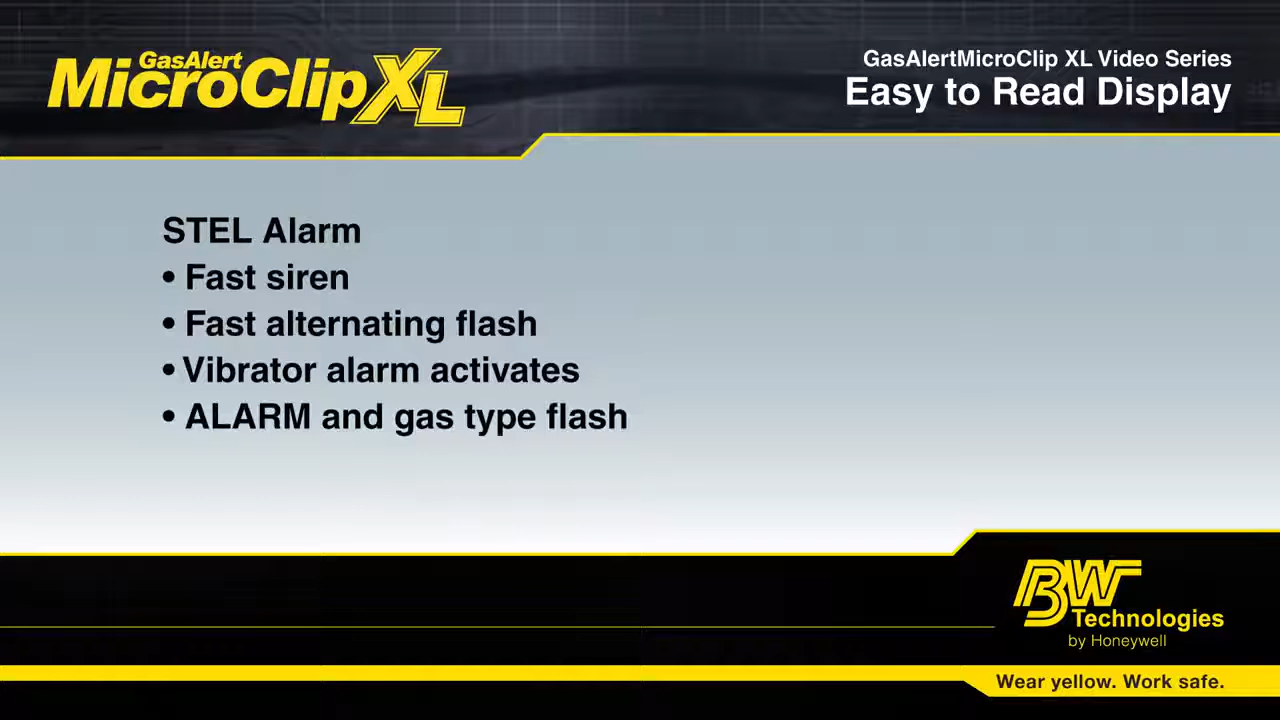 GasAlert
MicroClip XL
GasAlertMicroClip XL Video Series
Easy to Read Display
STEL Alarm
• Fast siren
• Fast alternating flash
• Vibrator alarm activates
• ALARM and gas type flash
BW
Technologies
by Honeywell
Wear yellow. Work safe.